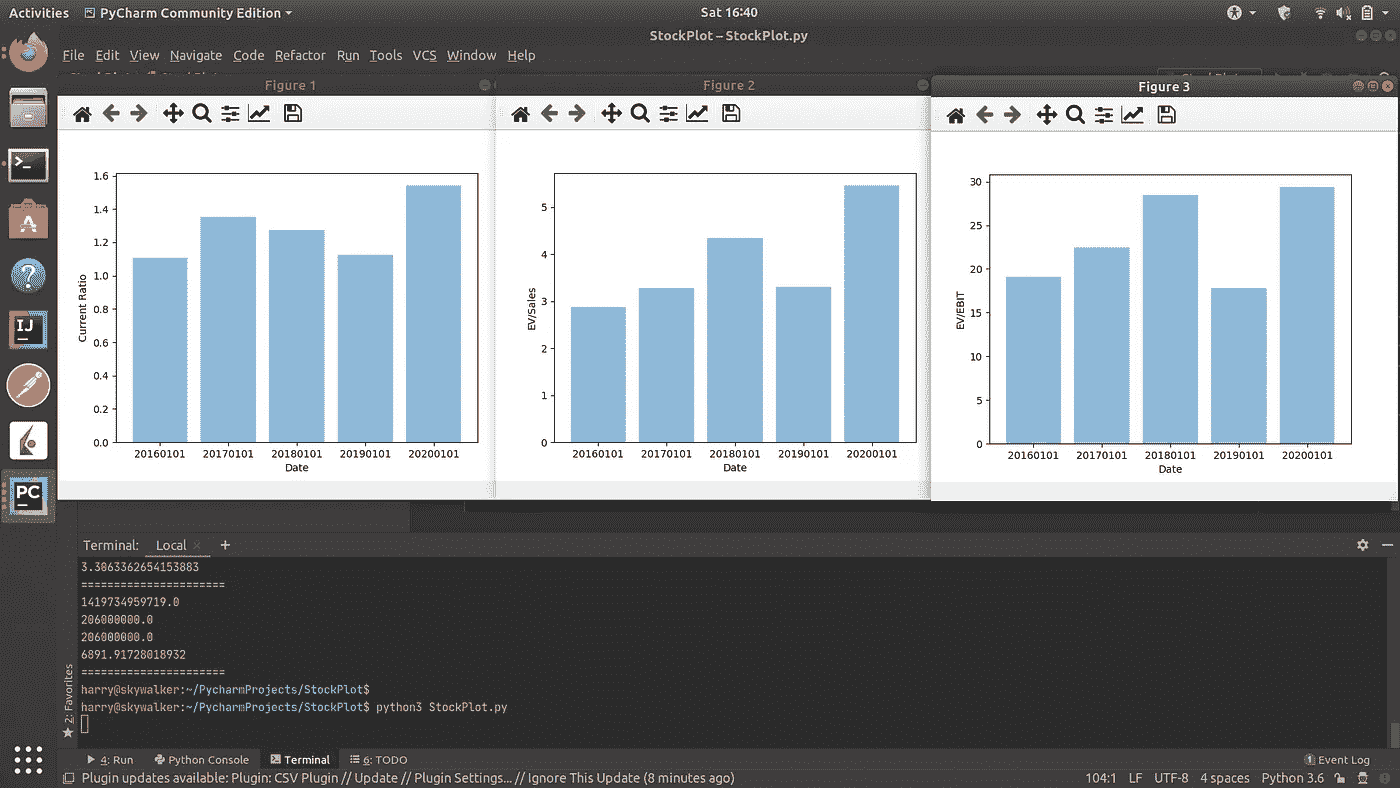 Activities PyCharm Community Edition Sat 16:40
StockPlot – StockPlot.py
File Edit View Navigate Code Refactor Run Tools VCS Window Help
Figure 1 Figure 2 Figure 3
1.6
1.4
1.2
1.0
0.8
0.6
0.4
0.2
0.0
Current Ratio
20160101 20170101 20180101 20190101 20200101
Date
5
4
3
2
1
0
EV/Sales
20160101 20170101 20180101 20190101 20200101
Date
30
25
20
15
10
5
0
EV/EBIT
20160101 20170101 20180101 20190101 20200101
Date
A
?
IJ
PC
Terminal: Local × +
3.3063362654153883
======================
1419734959719.0
206000000.0
206000000.0
6891.91728018932
======================
harry@skywalker:~/PycharmProjects/StockPlot$
harry@skywalker:~/PycharmProjects/StockPlot$ python3 StockPlot.py
2: Favorites
4: Run Python Console Terminal 6: TODO 1 Event Log
Plugin updates available: Plugin: CSV Plugin // Update // Plugin Settings... // Ignore This Update (8 minutes ago) 104:1 LF UTF-8 4 spaces Python 3.6